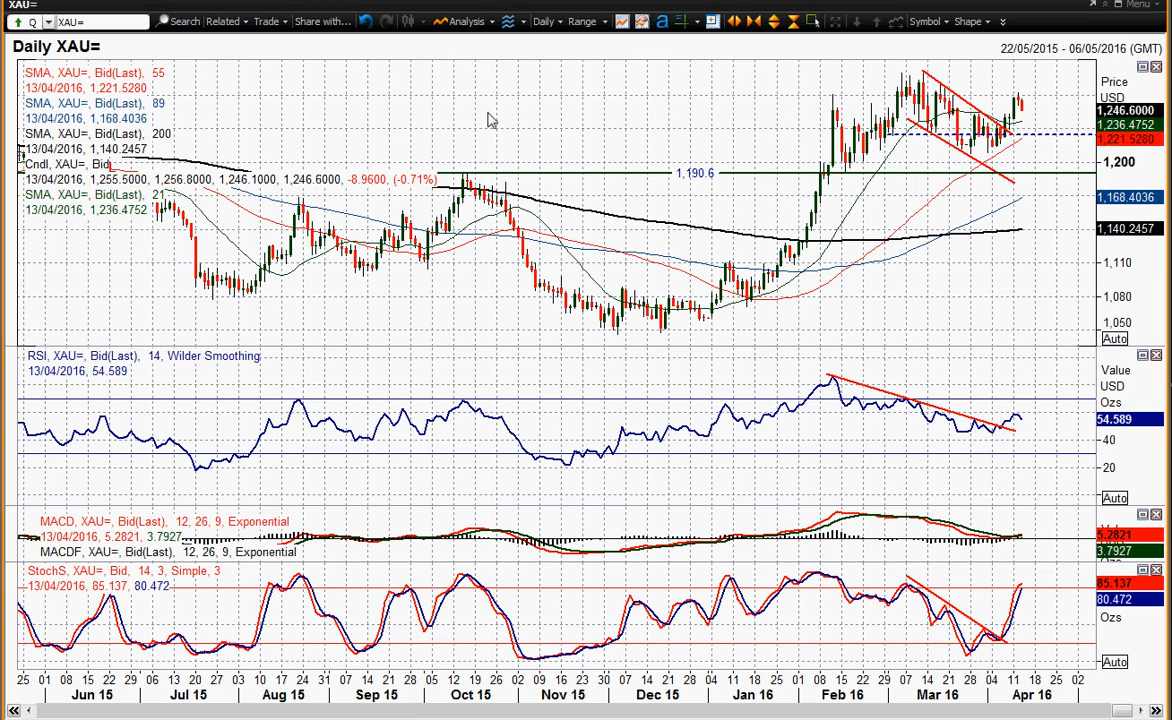 XAU=
Menu
Q XAU= Search Related Trade Share with... Analysis Daily Range a Symbol Shape
Daily XAU=
22/05/2015 - 06/05/2016 (GMT)
SMA, XAU=, Bid(Last), 55
13/04/2016, 1,221.5280
SMA, XAU=, Bid(Last), 89
13/04/2016, 1,168.4036
SMA, XAU=, Bid(Last), 200
13/04/2016, 1,140.2457
Cndl, XAU=, Bid
13/04/2016, 1,255.5000, 1,256.8000, 1,246.1000, 1,246.6000, -8.9600, (-0.71%)
SMA, XAU=, Bid(Last), 21
13/04/2016, 1,236.4752
1,190.6
Price
USD
1,246.6000
1,236.4752
1,221.5280
1,200
1,168.4036
1,140.2457
1,110
1,080
1,050
Auto
RSI, XAU=, Bid(Last), 14, Wilder Smoothing
13/04/2016, 54.589
Value
USD
Ozs
54.589
40
20
Auto
MACD, XAU=, Bid(Last), 12, 26, 9, Exponential
13/04/2016, 5.2821, 3.7927
MACDF, XAU=, Bid(Last), 12, 26, 9, Exponential
5.2821
3.7927
StochS, XAU=, Bid, 14, 3, Simple, 3
13/04/2016, 85.137, 80.472
85.137
80.472
Ozs
Auto
25 01 08 15 22 29 06 13 20 27 03 10 17 24 31 07 14 21 28 05 12 19 26 02 09 16 23 30 07 14 21 28 04 11 18 25 01 08 15 22 29 07 14 21 28 04 11 18 25 02
Jun 15 Jul 15 Aug 15 Sep 15 Oct 15 Nov 15 Dec 15 Jan 16 Feb 16 Mar 16 Apr 16